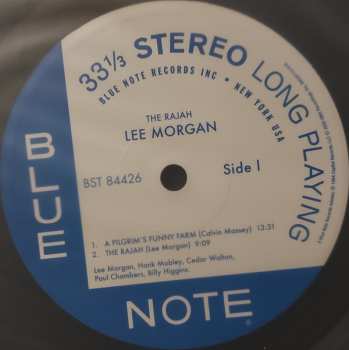 33⅓ STEREO LONG PLAYING
BLUE NOTE RECORDS INC • NEW YORK USA
THE RAJAH
LEE MORGAN
BST 84426
Side I
1. A PILGRIM'S FUNNY FARM (Calvin Massey) 13:31
2. THE RAJAH (Lee Morgan) 9:09
Lee Morgan, Hank Mobley, Cedar Walton,
Paul Chambers, Billy Higgins.
BLUE
NOTE